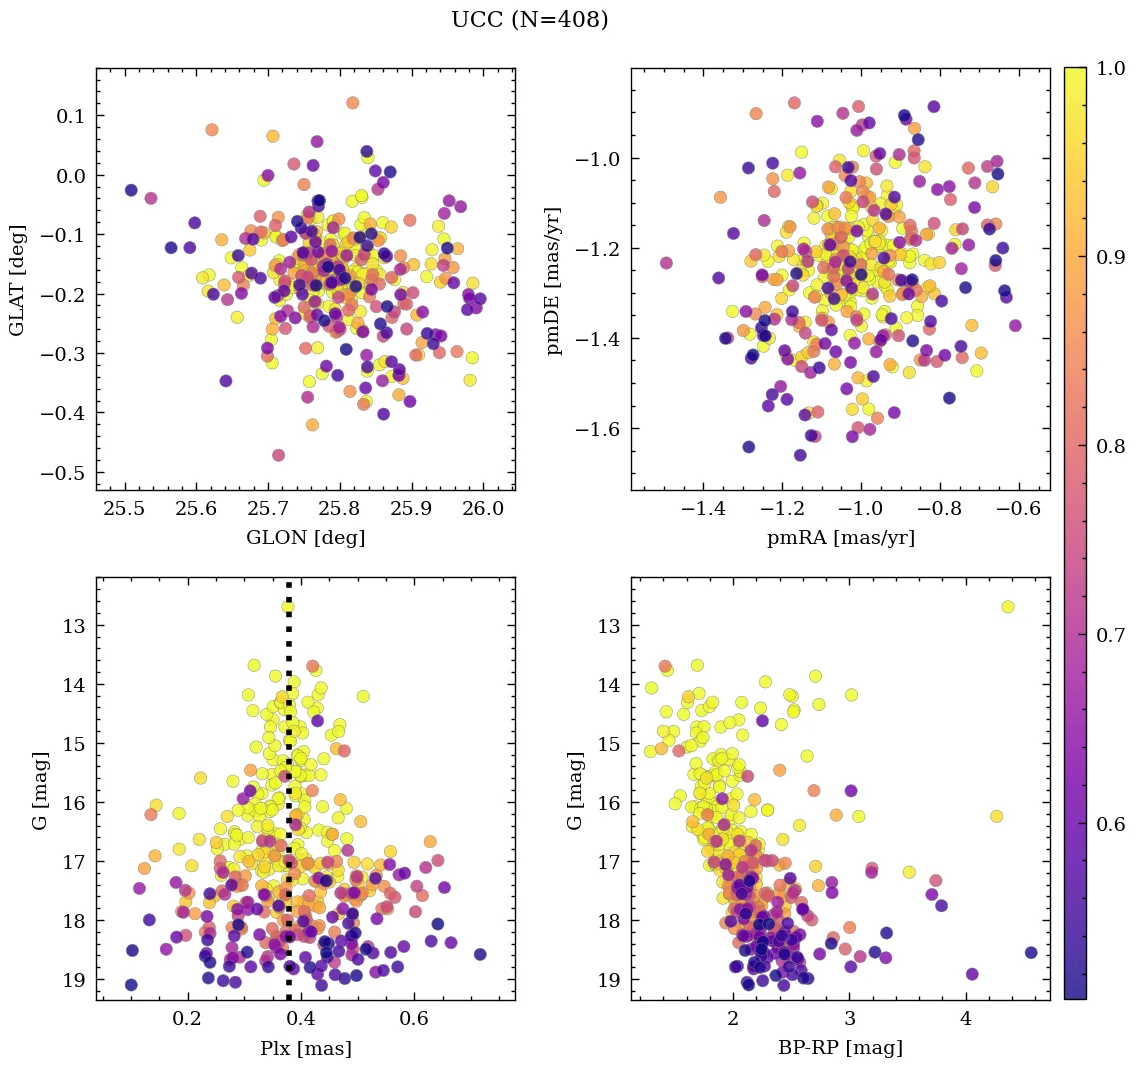 UCC (N=408)
0.1
0.0
−0.1
−0.2
−0.3
−0.4
−0.5
GLAT [deg]
25.5 25.6 25.7 25.8 25.9 26.0
GLON [deg]
−1.0
−1.2
−1.4
−1.6
pmDE [mas/yr]
−1.4 −1.2 −1.0 −0.8 −0.6
pmRA [mas/yr]
1.0
0.9
0.8
0.7
0.6
13
14
15
16
17
18
19
G [mag]
0.2 0.4 0.6
Plx [mas]
13
14
15
16
17
18
19
G [mag]
2 3 4
BP-RP [mag]